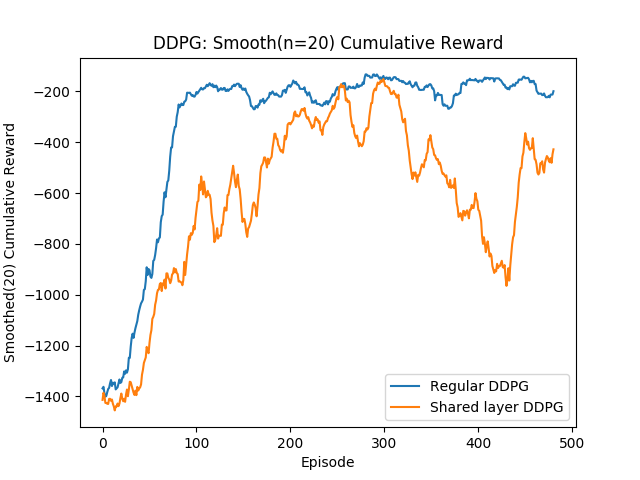 DDPG: Smooth(n=20) Cumulative Reward
Smoothed(20) Cumulative Reward
−200
−400
−600
−800
−1000
−1200
−1400
0
100
200
300
400
500
Episode
Regular DDPG
Shared layer DDPG